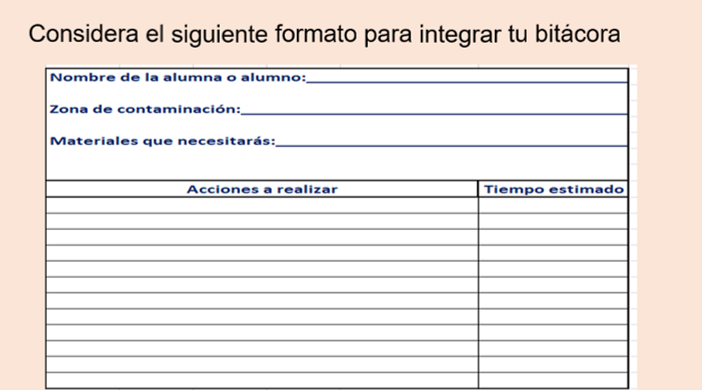 Considera el siguiente formato para integrar tu bitácora
Nombre de la alumna o alumno:
Zona de contaminación:
Materiales que necesitarás:
Acciones a realizar Tiempo estimado